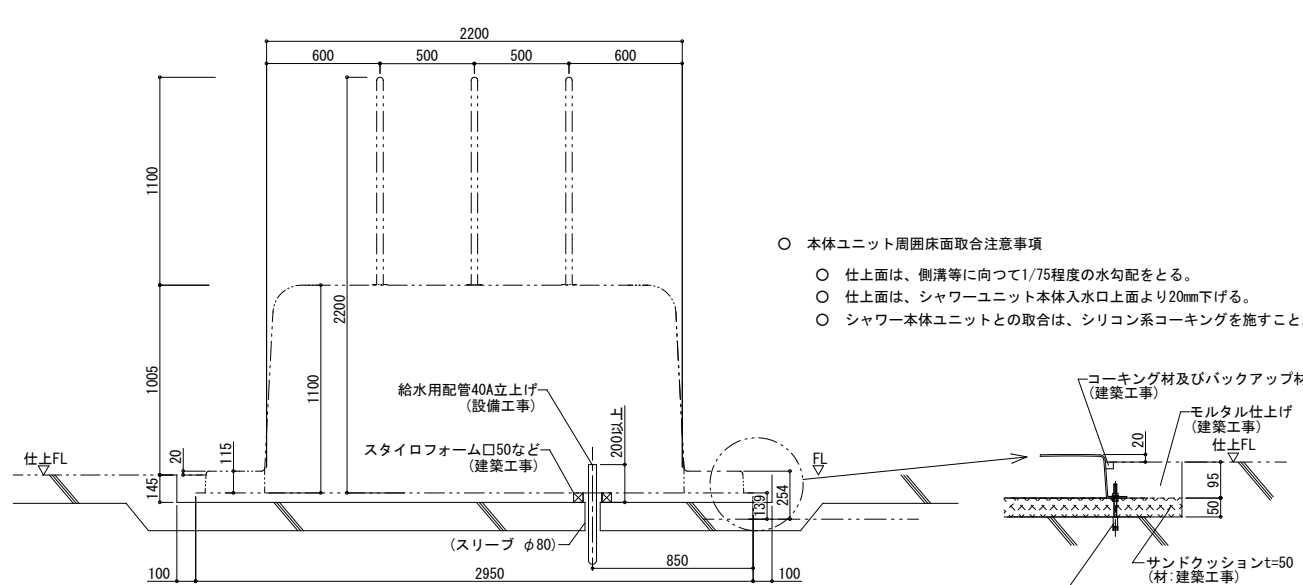 2200
600
500
500
600
1100
2200
1005
1100
○ 本体ユニット周囲床面取合注意事項
○ 仕上面は、側溝等に向つて1/75程度の水勾配をとる。
○ 仕上面は、シャワーユニット本体入水口上面より20mm下げる。
○ シャワー本体ユニットとの取合は、シリコン系コーキングを施すこと
給水用配管40A立上げ
(設備工事)
スタイロフォーム□50など
(建築工事)
200以上
コーキング材及びバックアップ材
(建築工事)
モルタル仕上げ
(建築工事)
仕上FL
20
95
50
仕上FL
20
115
145
FL
139
254
(スリーブ φ80)
850
100
2950
100
サンドクッションt=50
(材:建築工事)